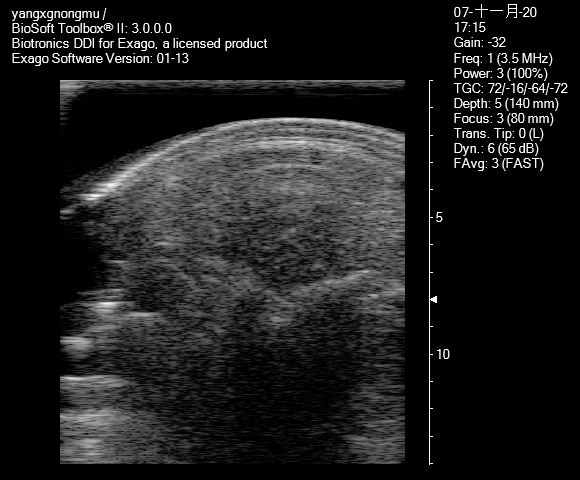 yangxgnongmu /
BioSoft Toolbox® II: 3.0.0.0
Biotronics DDI for Exago, a licensed product
Exago Software Version: 01-13
07-十一月-20
17:15
Gain: -32
Freq: 1 (3.5 MHz)
Power: 3 (100%)
TGC: 72/-16/-64/-72
Depth: 5 (140 mm)
Focus: 3 (80 mm)
Trans. Tip: 0 (L)
Dyn.: 6 (65 dB)
FAvg: 3 (FAST)
5
10